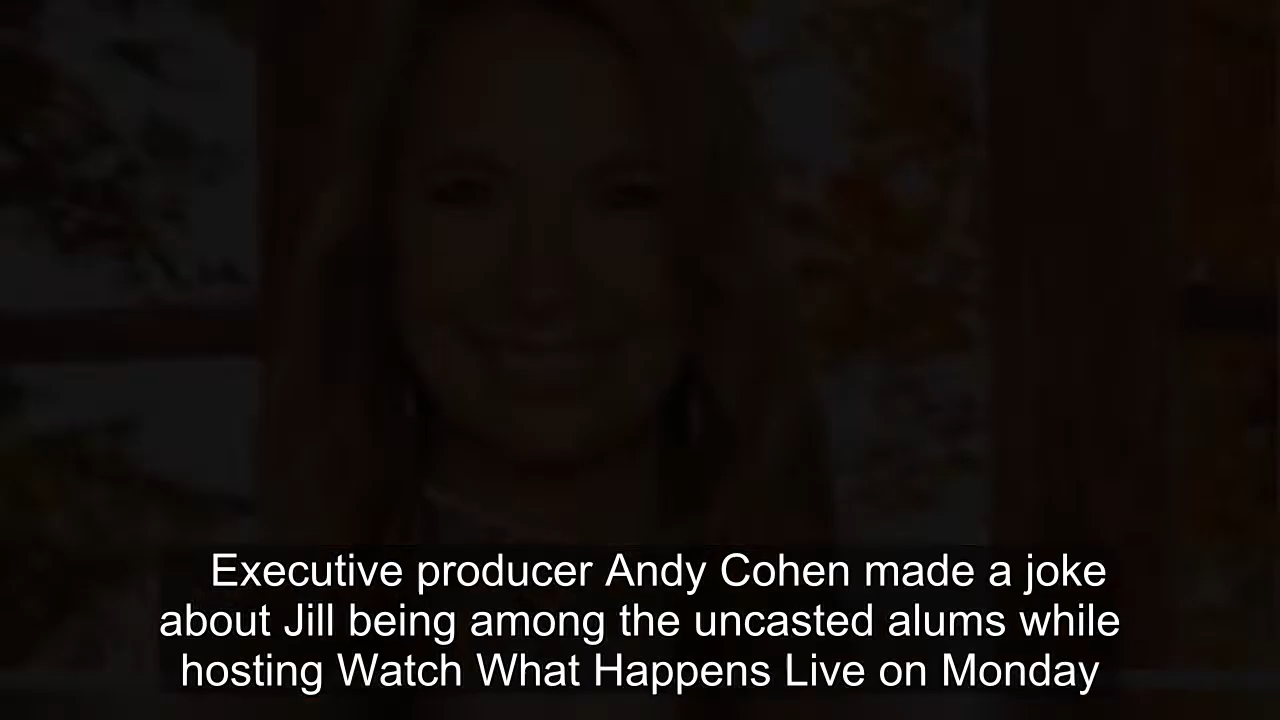 Executive producer Andy Cohen made a joke
about Jill being among the uncasted alums while
hosting Watch What Happens Live on Monday